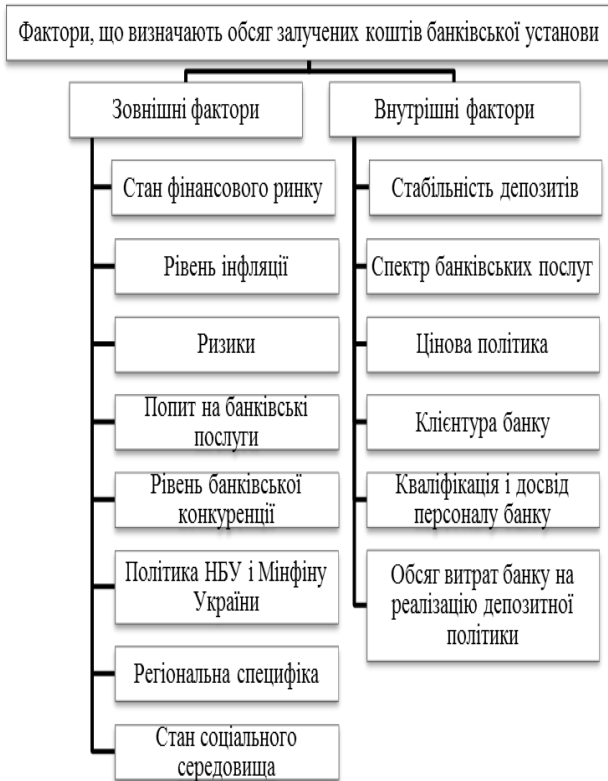 Фактори, що визначають обсяг залучених коштів банківської установи
Зовнішні фактори
Стан фінансового ринку
Рівень інфляції
Ризики
Попит на банківські
послуги
Рівень банківської
конкуренції
Політика НБУ і Мінфіну
України
Регіональна специфіка
Стан соціального
середовища
Внутрішні фактори
Стабільність депозитів
Спектр банківських послуг
Цінова політика
Клієнтура банку
Кваліфікація і досвід
персоналу банку
Обсяг витрат банку на
реалізацію депозитної
політики